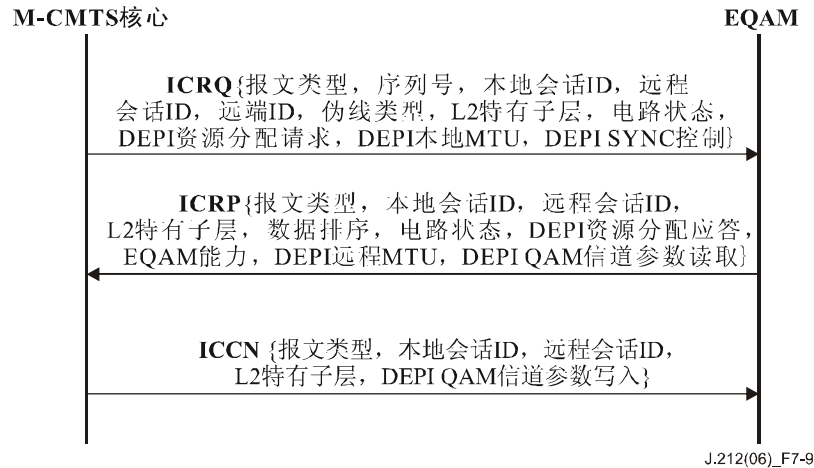 M-CMTS核心
EQAM
ICRQ{报文类型，序列号，本地会话ID，远程
会话ID，远端ID，伪线类型，L2特有子层，电路状态，
DEPI资源分配请求，DEPI本地MTU，DEPI SYNC控制}
ICRP{报文类型，本地会话ID，远程会话ID，
L2特有子层，数据排序，电路状态，DEPI资源分配应答，
EQAM能力，DEPI远程MTU，DEPI QAM信道参数读取}
ICCN {报文类型，本地会话ID，远程会话ID，
L2特有子层，DEPI QAM信道参数写入}
J.212(06)_F7-9